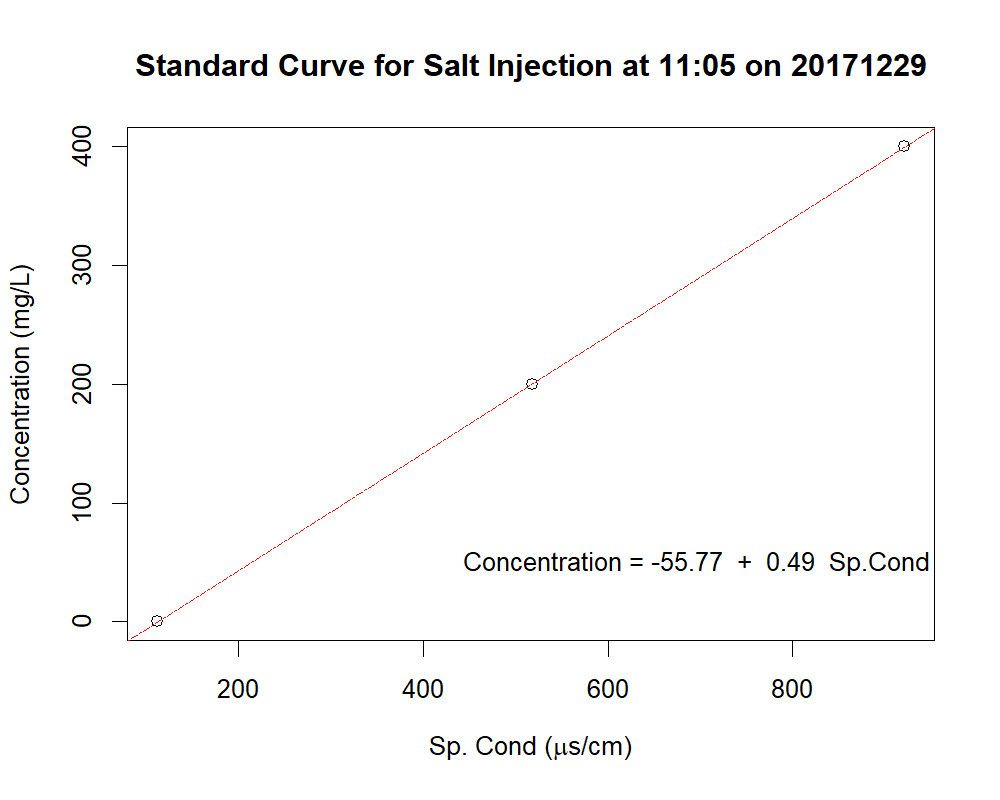 Standard Curve for Salt Injection at 11:05 on 20171229
400
300
200
100
0
Concentration (mg/L)
Concentration = -55.77 + 0.49 Sp.Cond
200 400 600 800
Sp. Cond (μs/cm)